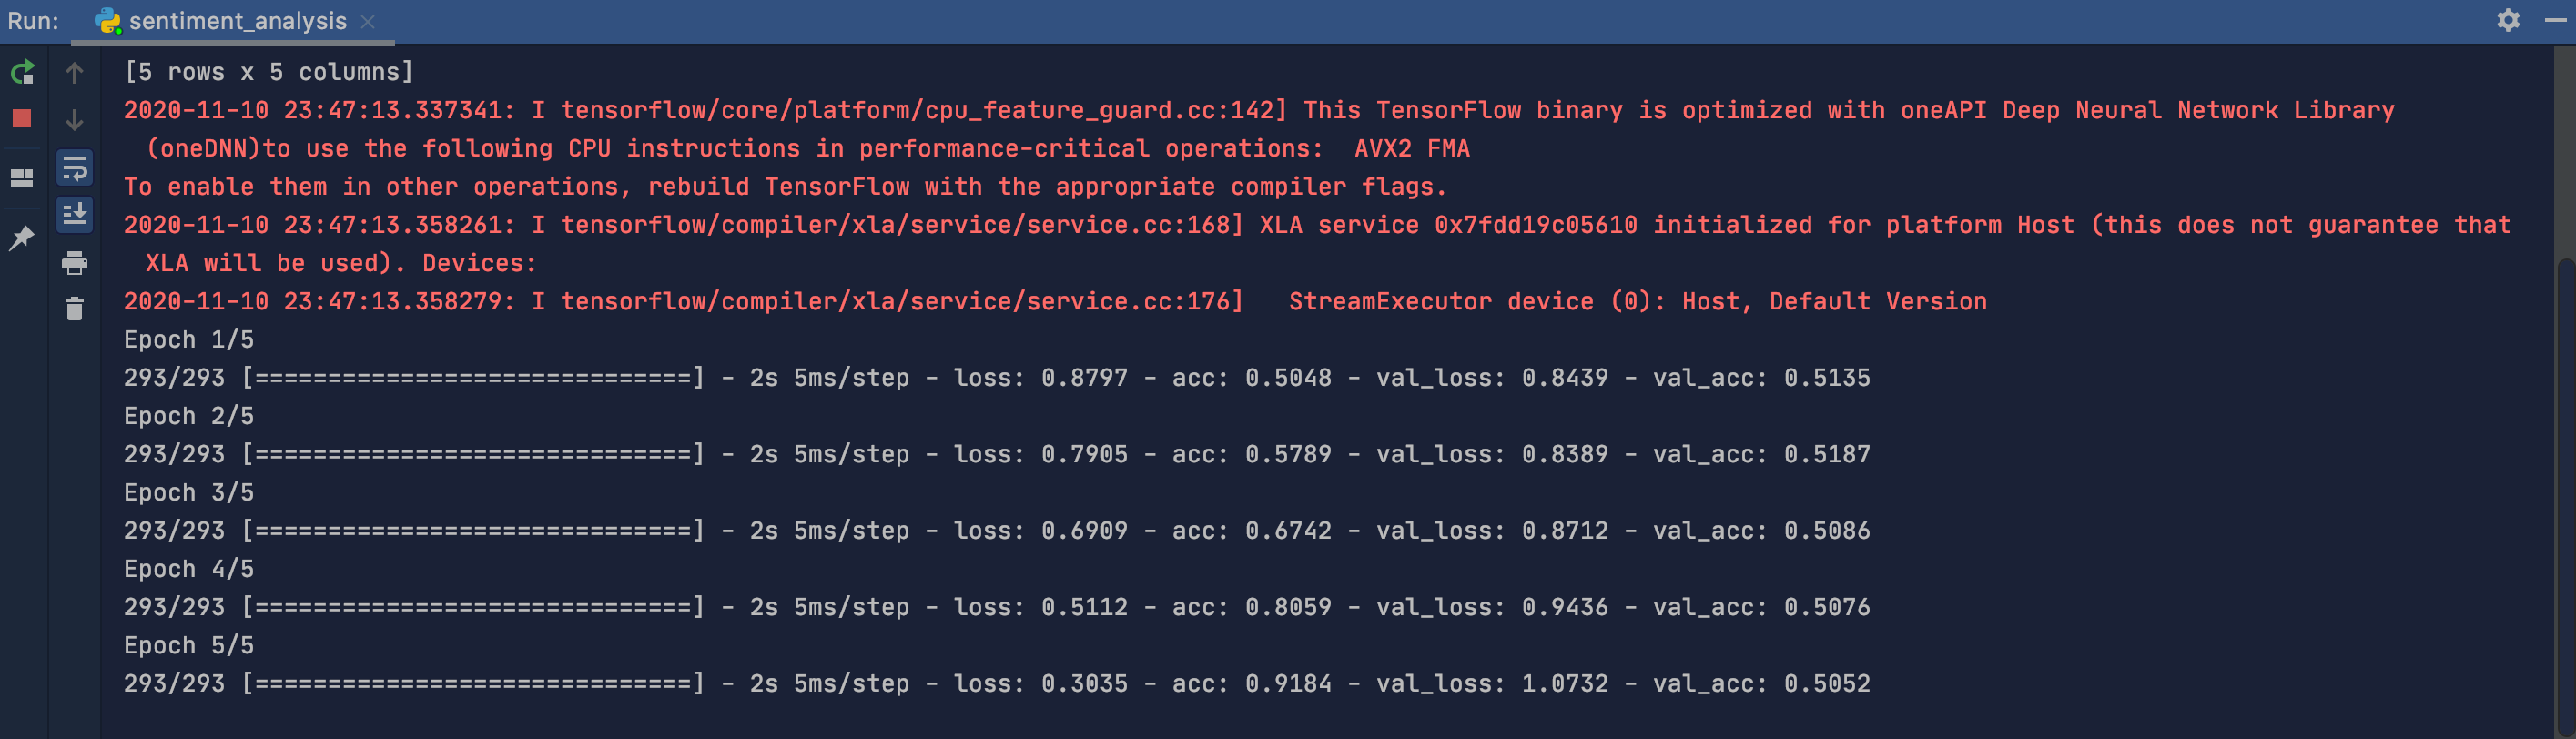 Run: sentiment_analysis
[5 rows x 5 columns]
2020-11-10 23:47:13.337341: I tensorflow/core/platform/cpu_feature_guard.cc:142] This TensorFlow binary is optimized with oneAPI Deep Neural Network Library
(oneDNN)to use the following CPU instructions in performance-critical operations:  AVX2 FMA
To enable them in other operations, rebuild TensorFlow with the appropriate compiler flags.
2020-11-10 23:47:13.358261: I tensorflow/compiler/xla/service/service.cc:168] XLA service 0x7fdd19c05610 initialized for platform Host (this does not guarantee that
XLA will be used). Devices:
2020-11-10 23:47:13.358279: I tensorflow/compiler/xla/service/service.cc:176]   StreamExecutor device (0): Host, Default Version
Epoch 1/5
293/293 [==============================] - 2s 5ms/step - loss: 0.8797 - acc: 0.5048 - val_loss: 0.8439 - val_acc: 0.5135
Epoch 2/5
293/293 [==============================] - 2s 5ms/step - loss: 0.7905 - acc: 0.5789 - val_loss: 0.8389 - val_acc: 0.5187
Epoch 3/5
293/293 [==============================] - 2s 5ms/step - loss: 0.6909 - acc: 0.6742 - val_loss: 0.8712 - val_acc: 0.5086
Epoch 4/5
293/293 [==============================] - 2s 5ms/step - loss: 0.5112 - acc: 0.8059 - val_loss: 0.9436 - val_acc: 0.5076
Epoch 5/5
293/293 [==============================] - 2s 5ms/step - loss: 0.3035 - acc: 0.9184 - val_loss: 1.0732 - val_acc: 0.5052